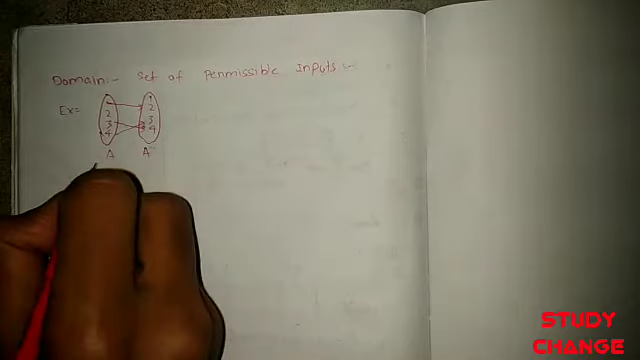 Domain:- Set of Permissible Inputs :-
Ex=
1 1
2 2
3 3
4 4
A A
STUDY
CHANGE